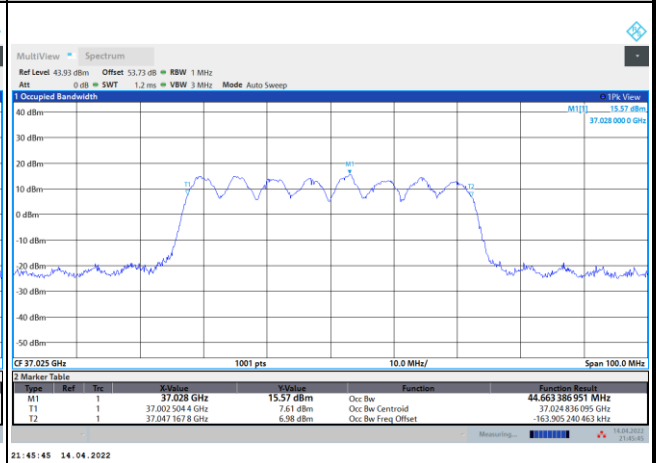 MultiView Spectrum
Ref Level 43.93 dBm Offset 53.73 dB RBW 1 MHz
Att 0 dB SWT 1.2 ms VBW 3 MHz Mode Auto Sweep
1 Occupied Bandwidth 1Pk View
M1[1] 15.57 dBm
37.028 000 0 GHz
40 dBm
30 dBm
20 dBm
M1
T1
T2
10 dBm
0 dBm
-10 dBm
-20 dBm
-30 dBm
-40 dBm
-50 dBm
CF 37.025 GHz 1001 pts 10.0 MHz/ Span 100.0 MHz
2 Marker Table
Type Ref Trc X-Value Y-Value Function Function Result
M1 1 37.028 GHz 15.57 dBm Occ Bw 44.663 386 951 MHz
T1 1 37.002 504 4 GHz 7.61 dBm Occ Bw Centroid 37.024 836 095 GHz
T2 1 37.047 167 8 GHz 6.98 dBm Occ Bw Freq Offset -163.905 240 463 kHz
Measuring... 14.04.2022
21:45:45
21:45:45 14.04.2022